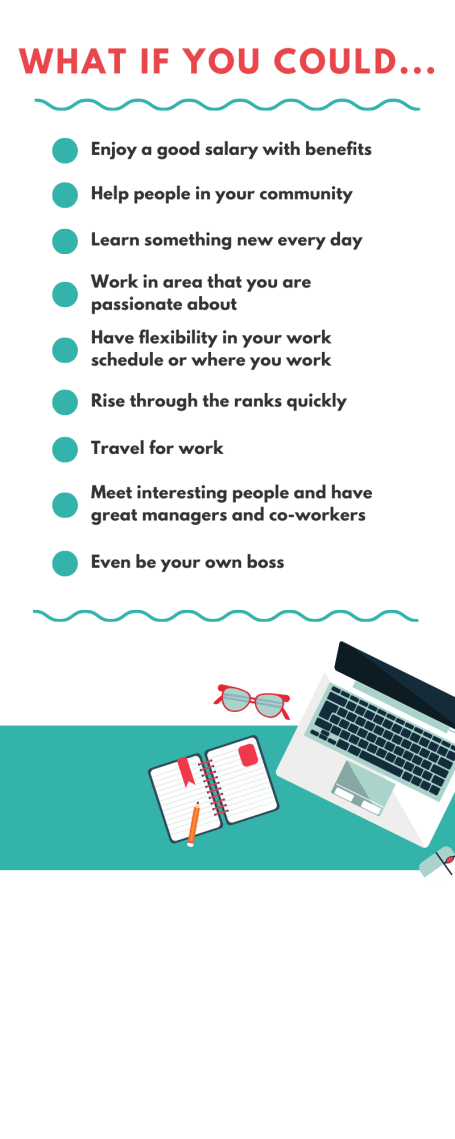 WHAT IF YOU COULD...
Enjoy a good salary with benefits
Help people in your community
Learn something new every day
Work in area that you are
passionate about
Have flexibility in your work
schedule or where you work
Rise through the ranks quickly
Travel for work
Meet interesting people and have
great managers and co-workers
Even be your own boss